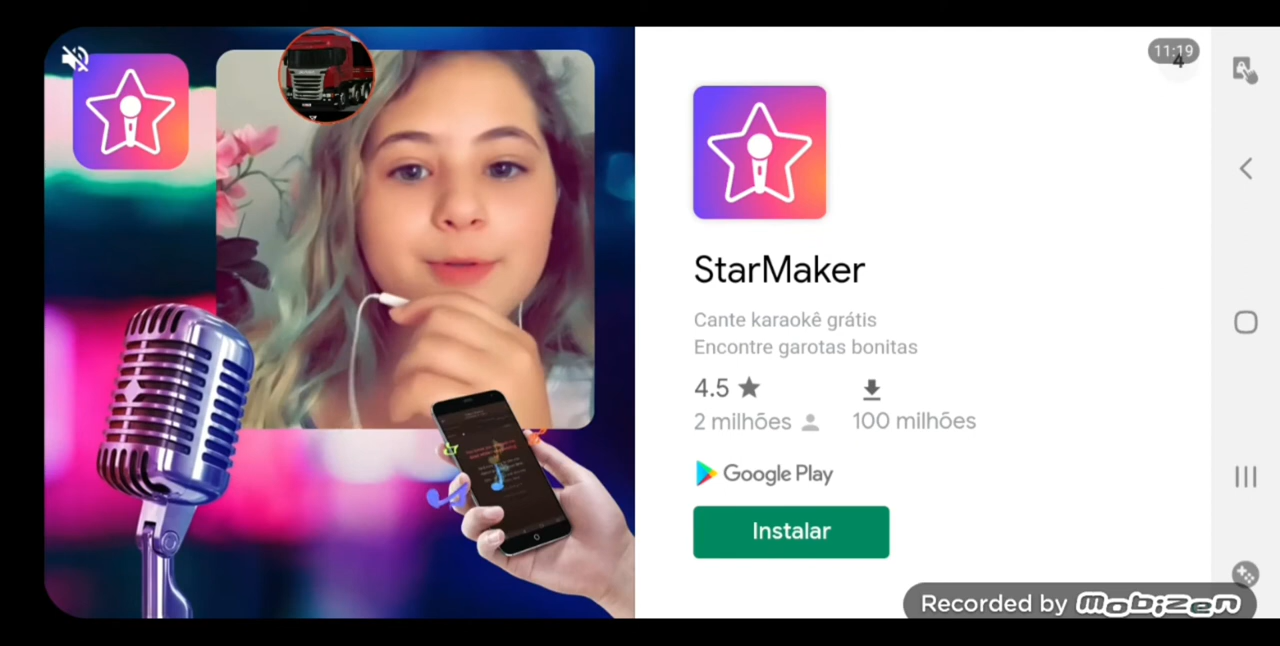 11:19
4
StarMaker
Cante karaokê grátis
Encontre garotas bonitas
4.5
2 milhões
100 milhões
Google Play
Instalar
Recorded by mobizen